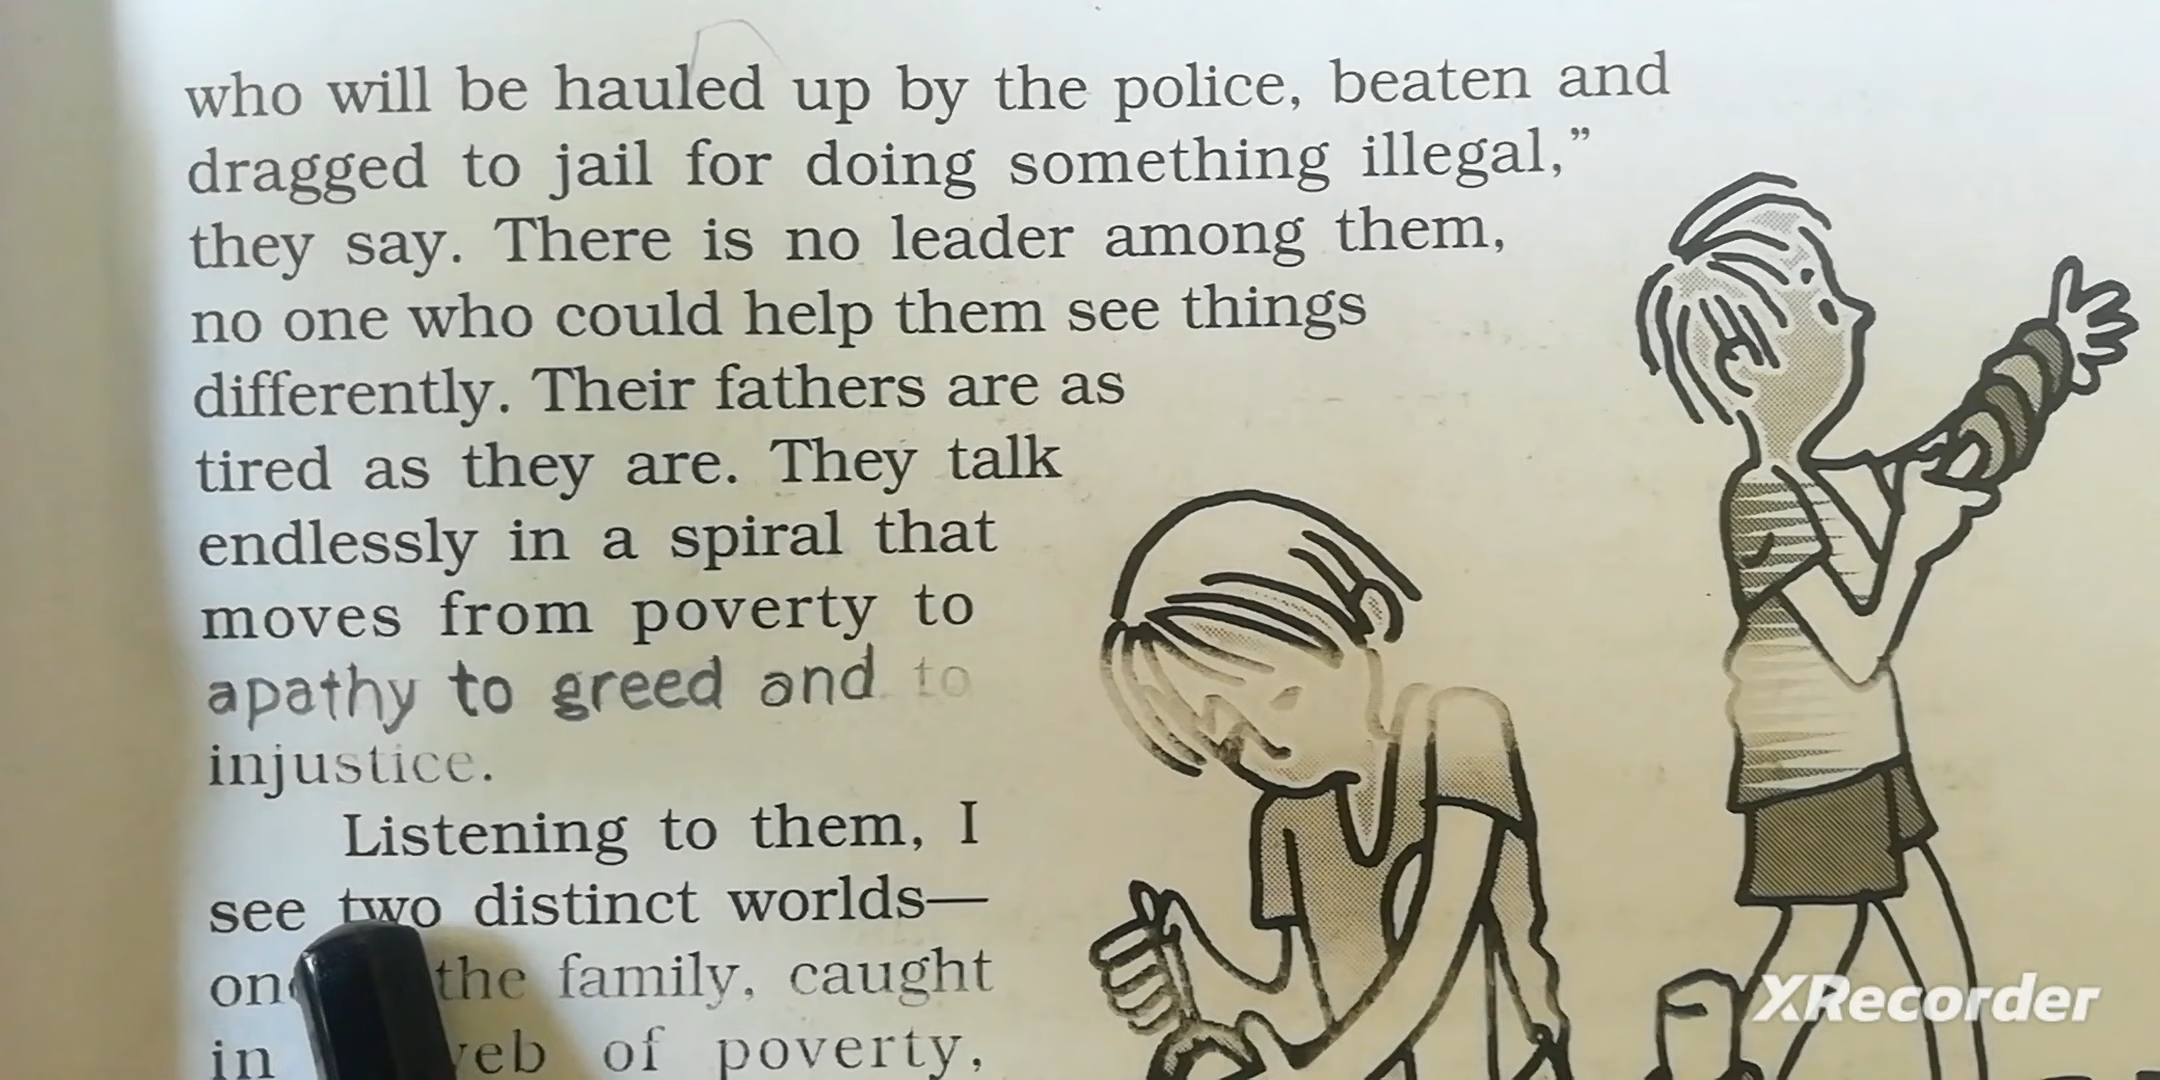 who will be hauled up by the police, beaten and
dragged to jail for doing something illegal,”
they say. There is no leader among them,
no one who could help them see things
differently. Their fathers are as
tired as they are. They talk
endlessly in a spiral that
moves from poverty to
apathy to greed and to
injustice.
Listening to them, I
see two distinct worlds—
the family, caught
in of poverty,
XRecorder